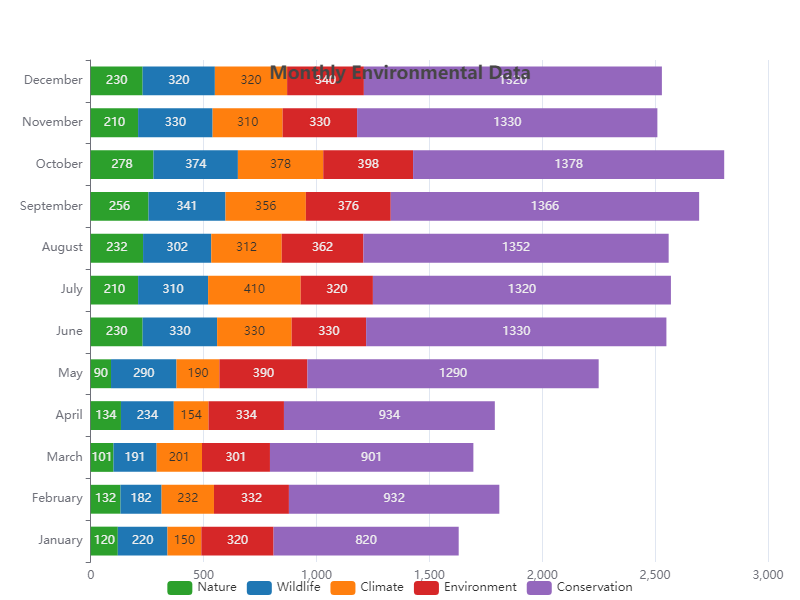 Monthly Environmental Data
December 230 320 320 340 1320
November 210 330 310 330 1330
October 278 374 378 398 1378
September 256 341 356 376 1366
August 232 302 312 362 1352
July 210 310 410 320 1320
June 230 330 330 330 1330
May 90 290 190 390 1290
April 134 234 154 334 934
March 101 191 201 301 901
February 132 182 232 332 932
January 120 220 150 320 820
0 500 1,000 1,500 2,000 2,500 3,000
Nature Wildlife Climate Environment Conservation